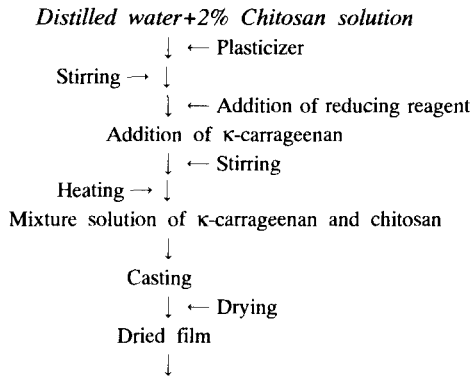 Distilled water+2% Chitosan solution
↓ ← Plasticizer
Stirring → ↓
↓ ← Addition of reducing reagent
Addition of κ-carrageenan
↓ ← Stirring
Heating → ↓
Mixture solution of κ-carrageenan and chitosan
↓
Casting
↓ ← Drying
Dried film
↓